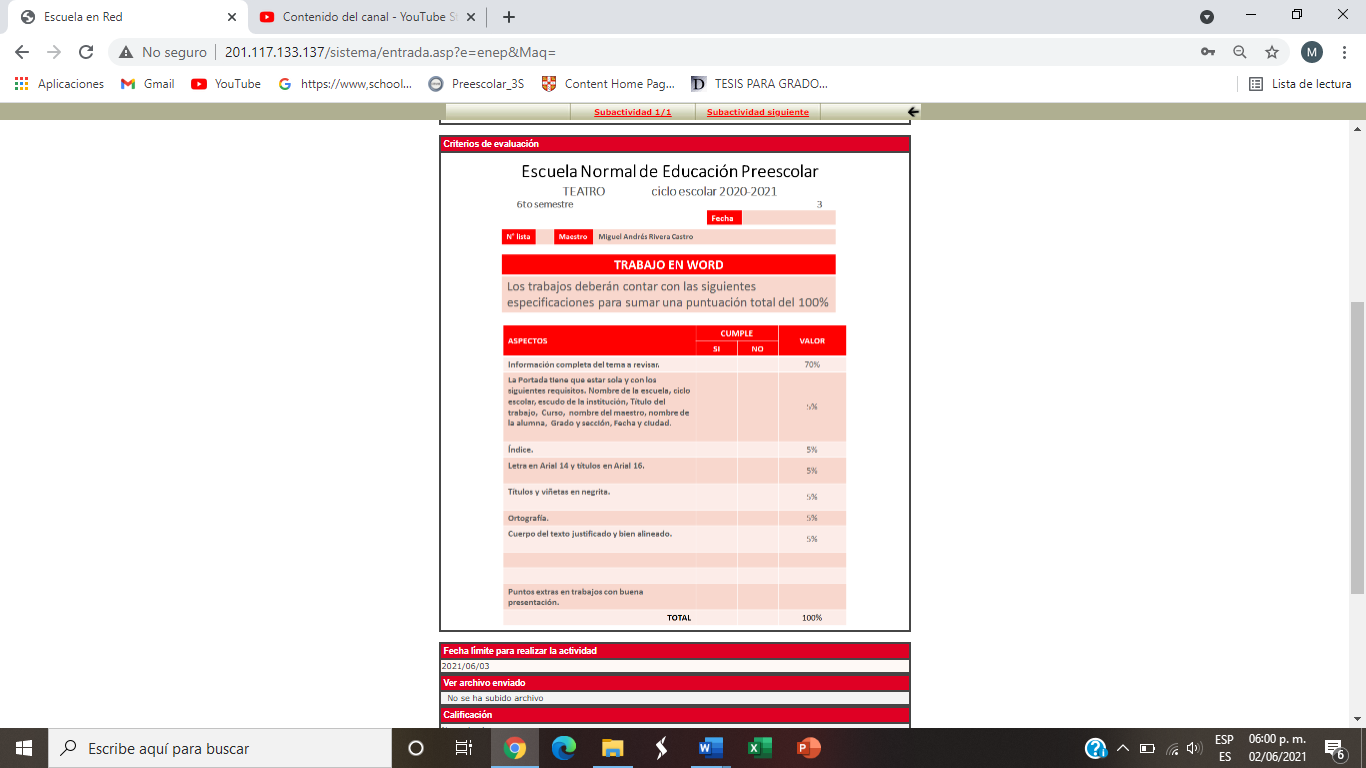 Escuela en Red
Contenido del canal - YouTube S
No seguro
201.117.133.137/sistema/entrada.asp?e=enep&Maq=
M
Aplicaciones
Gmail
YouTube
https://www,school...
Preescolar_3S
Content Home Pag...
TESIS PARA GRADO...
Lista de lectura
Subactividad 1/1
Subactividad siguiente
Criterios de evaluación
Escuela Normal de Educación Preescolar
TEATRO ciclo escolar 2020-2021
6to semestre 3
Fecha
N° lista Maestro Miguel Andrés Rivera Castro
TRABAJO EN WORD
Los trabajos deberán contar con las siguientes
especificaciones para sumar una puntuación total del 100%
ASPECTOS CUMPLE VALOR
SI NO
Información completa del tema a revisar. 70%
La Portada tiene que estar sola y con los
siguientes requisitos. Nombre de la escuela, ciclo
escolar, escudo de la institución, Título del
trabajo, Curso, nombre del maestro, nombre de
la alumna, Grado y sección, Fecha y ciudad.
5%
Índice. 5%
Letra en Arial 14 y títulos en Arial 16. 5%
Títulos y viñetas en negrita. 5%
Ortografía. 5%
Cuerpo del texto justificado y bien alineado. 5%
Puntos extras en trabajos con buena
presentación.
TOTAL 100%
Fecha límite para realizar la actividad
2021/06/03
Ver archivo enviado
No se ha subido archivo
Calificación
Escribe aquí para buscar
ESP
ES
06:00 p. m.
02/06/2021
6